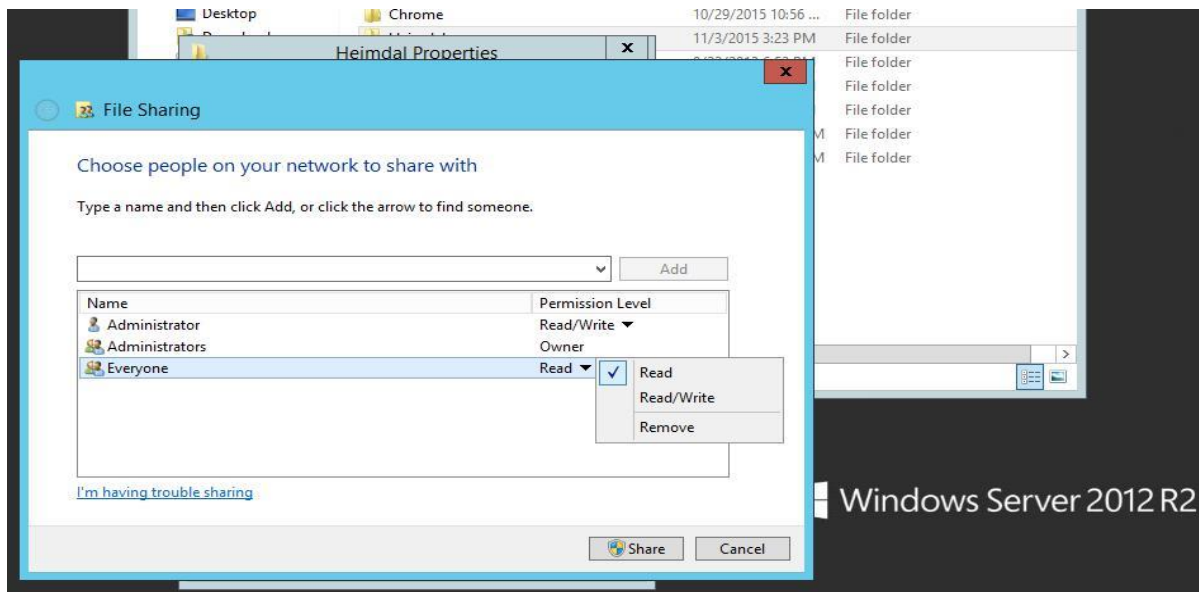 Desktop
Chrome
10/29/2015 10:56 ...
File folder
11/3/2015 3:23 PM
File folder
Heimdal Properties
x
File folder
x
File folder
File Sharing
File folder
M
File folder
M
File folder
Choose people on your network to share with
Type a name and then click Add, or click the arrow to find someone.
Add
Name
Permission Level
Administrator
Read/Write
Administrators
Owner
Everyone
Read
Read
Read/Write
Remove
I'm having trouble sharing
Windows Server 2012 R2
Share
Cancel